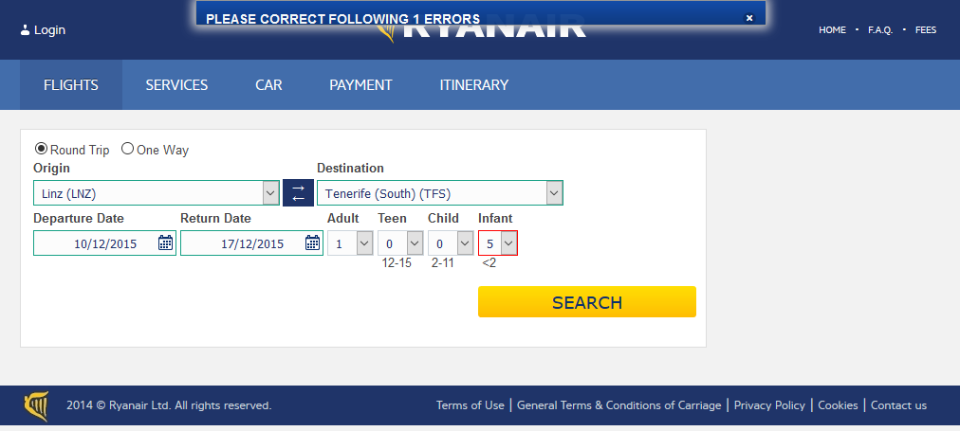 PLEASE CORRECT FOLLOWING 1 ERRORS x
Login
RYANAIR
HOME • F.A.Q. • FEES
FLIGHTS SERVICES CAR PAYMENT ITINERARY
Round Trip One Way
Origin Destination
Linz (LNZ) Tenerife (South) (TFS)
Departure Date Return Date Adult Teen Child Infant
10/12/2015 17/12/2015 1 0 0 5
12-15 2-11 <2
SEARCH
2014 © Ryanair Ltd. All rights reserved. Terms of Use | General Terms & Conditions of Carriage | Privacy Policy | Cookies | Contact us